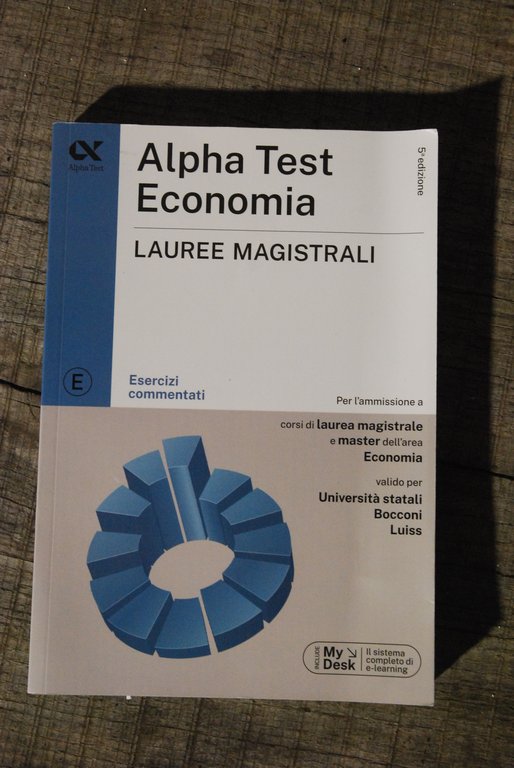 Alpha Test
Alpha Test
Economia
5ª edizione
LAUREE MAGISTRALI
E
Esercizi
commentati
Per l'ammissione a
corsi di laurea magistrale
e master dell'area
Economia
valido per
Università statali
Bocconi
Luiss
INCLUDE
My
Desk
Il sistema
completo di
e-learning